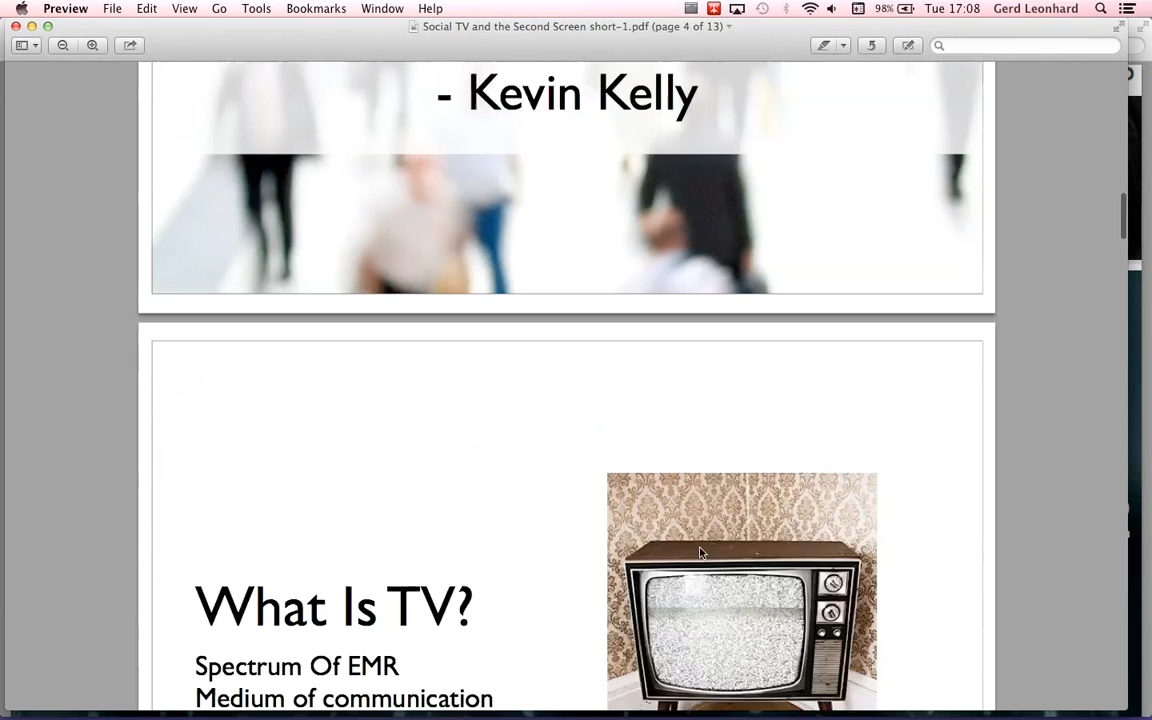 Preview File Edit View Go Tools Bookmarks Window Help 98% Tue 17:08 Gerd Leonhard
Social TV and the Second Screen short-1.pdf (page 4 of 13)
- Kevin Kelly
What Is TV?
Spectrum Of EMR
Medium of communication